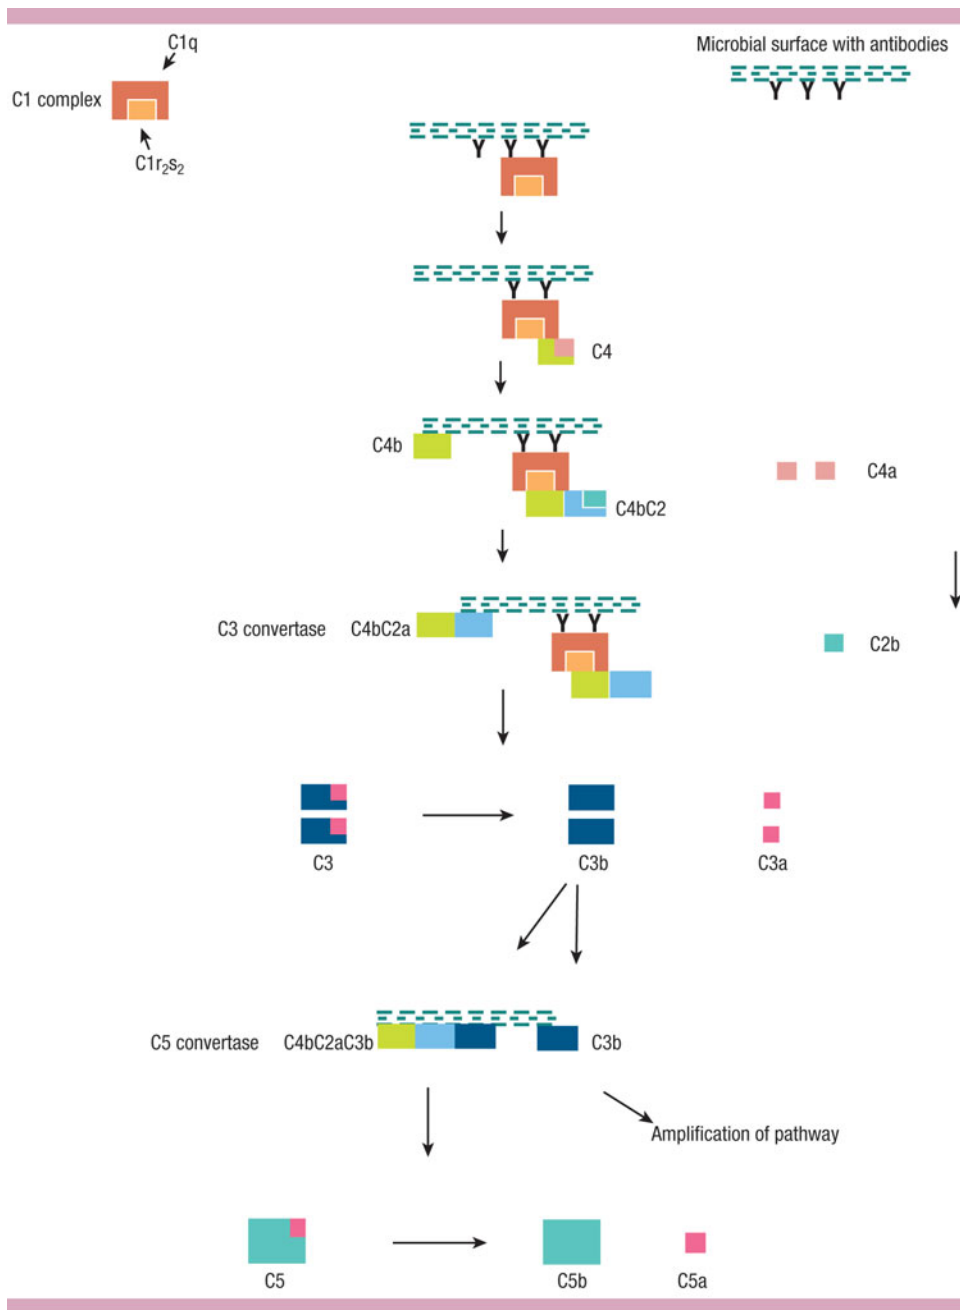 C1q
Microbial surface with antibodies
C1 complex
C1r₂s₂
C4
C4b
C4a
C4bC2
C3 convertase C4bC2a
C2b
C3
C3b
C3a
C5 convertase C4bC2aC3b
C3b
Amplification of pathway
C5
C5b
C5a